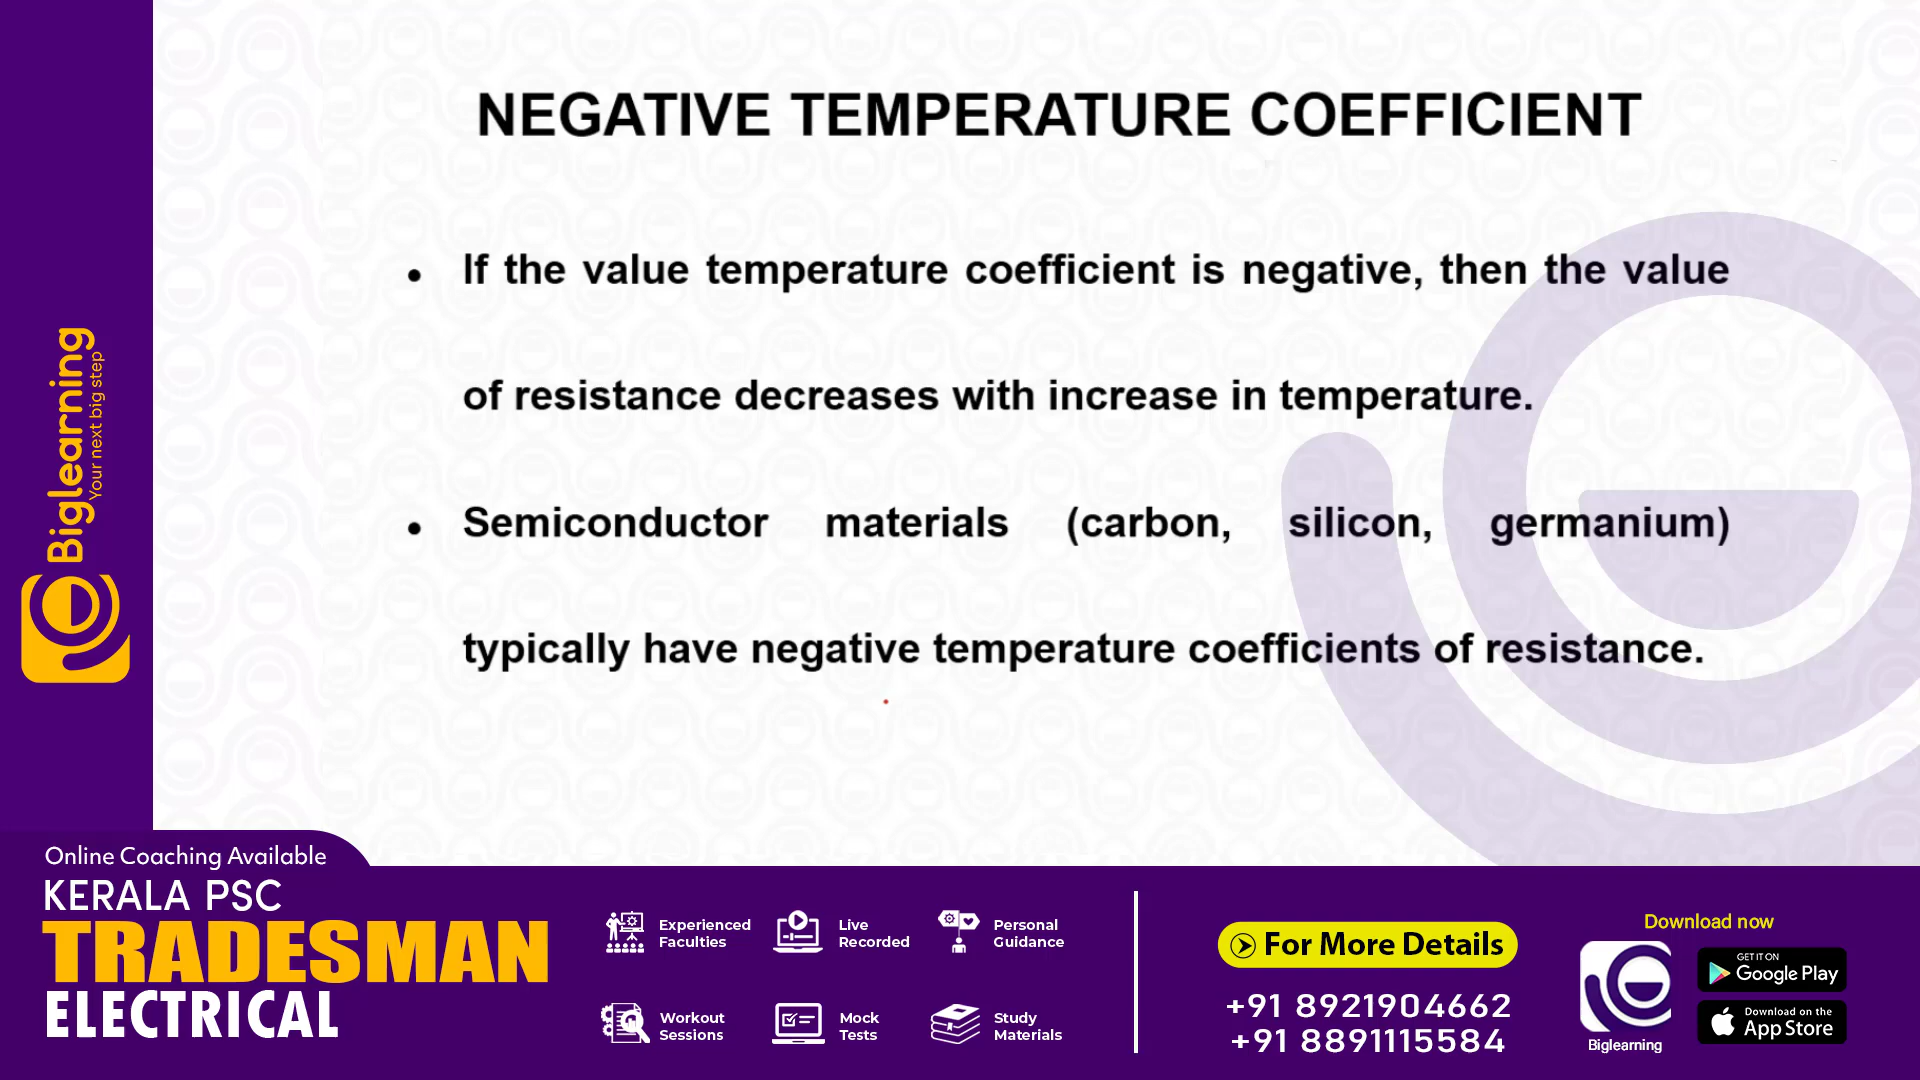 NEGATIVE TEMPERATURE COEFFICIENT
• If the value temperature coefficient is negative, then the value
of resistance decreases with increase in temperature.
• Semiconductor materials (carbon, silicon, germanium)
typically have negative temperature coefficients of resistance.
Biglearning
Your next big step
Online Coaching Available
KERALA PSC
TRADESMAN
ELECTRICAL
Experienced
Faculties
Live
Recorded
Personal
Guidance
Workout
Sessions
Mock
Tests
Study
Materials
For More Details
+91 8921904662
+91 8891115584
Download now
Biglearning
GET IT ON
Google Play
Download on the
App Store